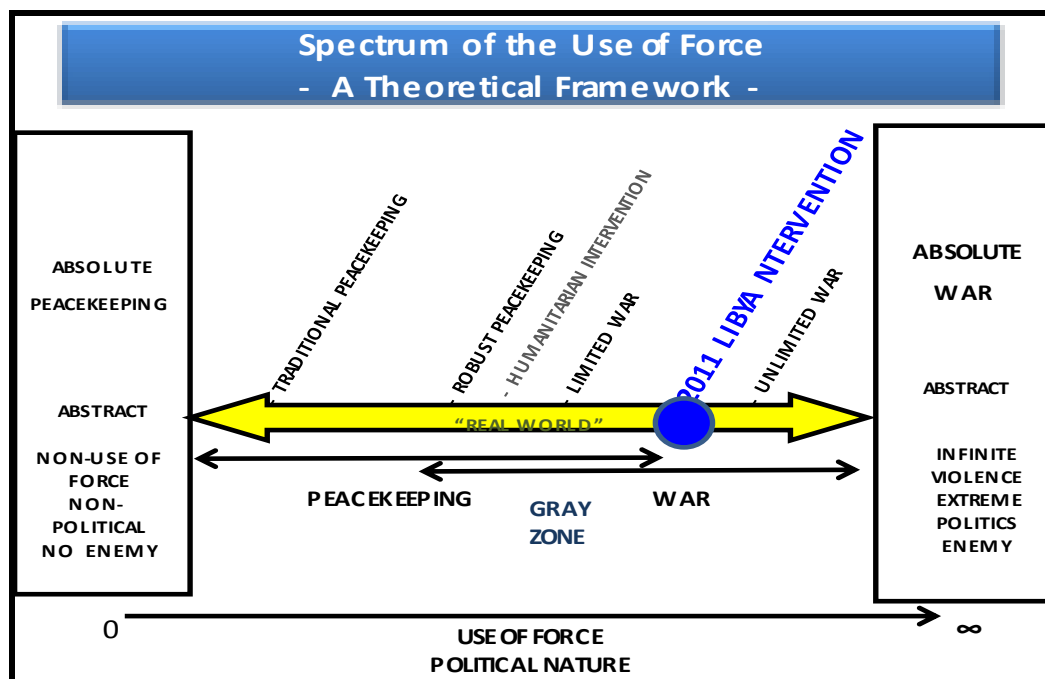 Spectrum of the Use of Force
- A Theoretical Framework -
ABSOLUTE
PEACEKEEPING
ABSTRACT
NON-USE OF
FORCE
NON-
POLITICAL
NO ENEMY
TRADITIONAL PEACEKEEPING
ROBUST PEACEKEEPING
- HUMANITARIAN INTERVENTION
LIMITED WAR
2011 LIBYA NTERVENTION
UNLIMITED WAR
"REAL WORLD"
PEACEKEEPING
WAR
GRAY
ZONE
ABSOLUTE
WAR
ABSTRACT
INFINITE
VIOLENCE
EXTREME
POLITICS
ENEMY
0
∞
USE OF FORCE
POLITICAL NATURE